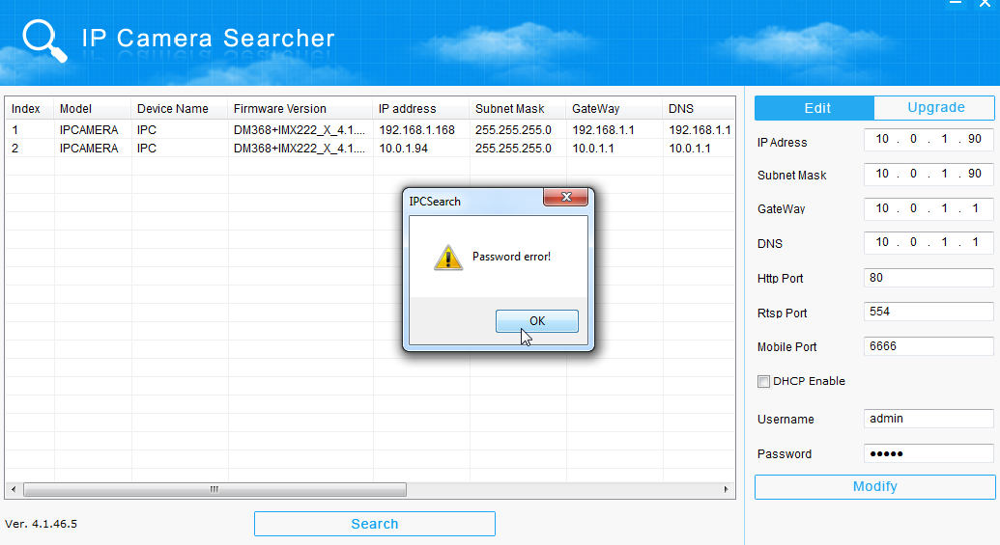 IP Camera Searcher
Index Model Device Name Firmware Version IP address Subnet Mask GateWay DNS
1 IPCAMERA IPC DM368+IMX222_X_4.1.... 192.168.1.168 255.255.255.0 192.168.1.1 192.168.1.1
2 IPCAMERA IPC DM368+IMX222_X_4.1.... 10.0.1.94 255.255.255.0 10.0.1.1 10.0.1.1
IPCSearch
Password error!
OK
Edit Upgrade
IP Adress 10 . 0 . 1 . 90
Subnet Mask 10 . 0 . 1 . 90
GateWay 10 . 0 . 1 . 1
DNS 10 . 0 . 1 . 1
Http Port 80
Rtsp Port 554
Mobile Port 6666
DHCP Enable
Username admin
Password •••••
Modify
Ver. 4.1.46.5
Search